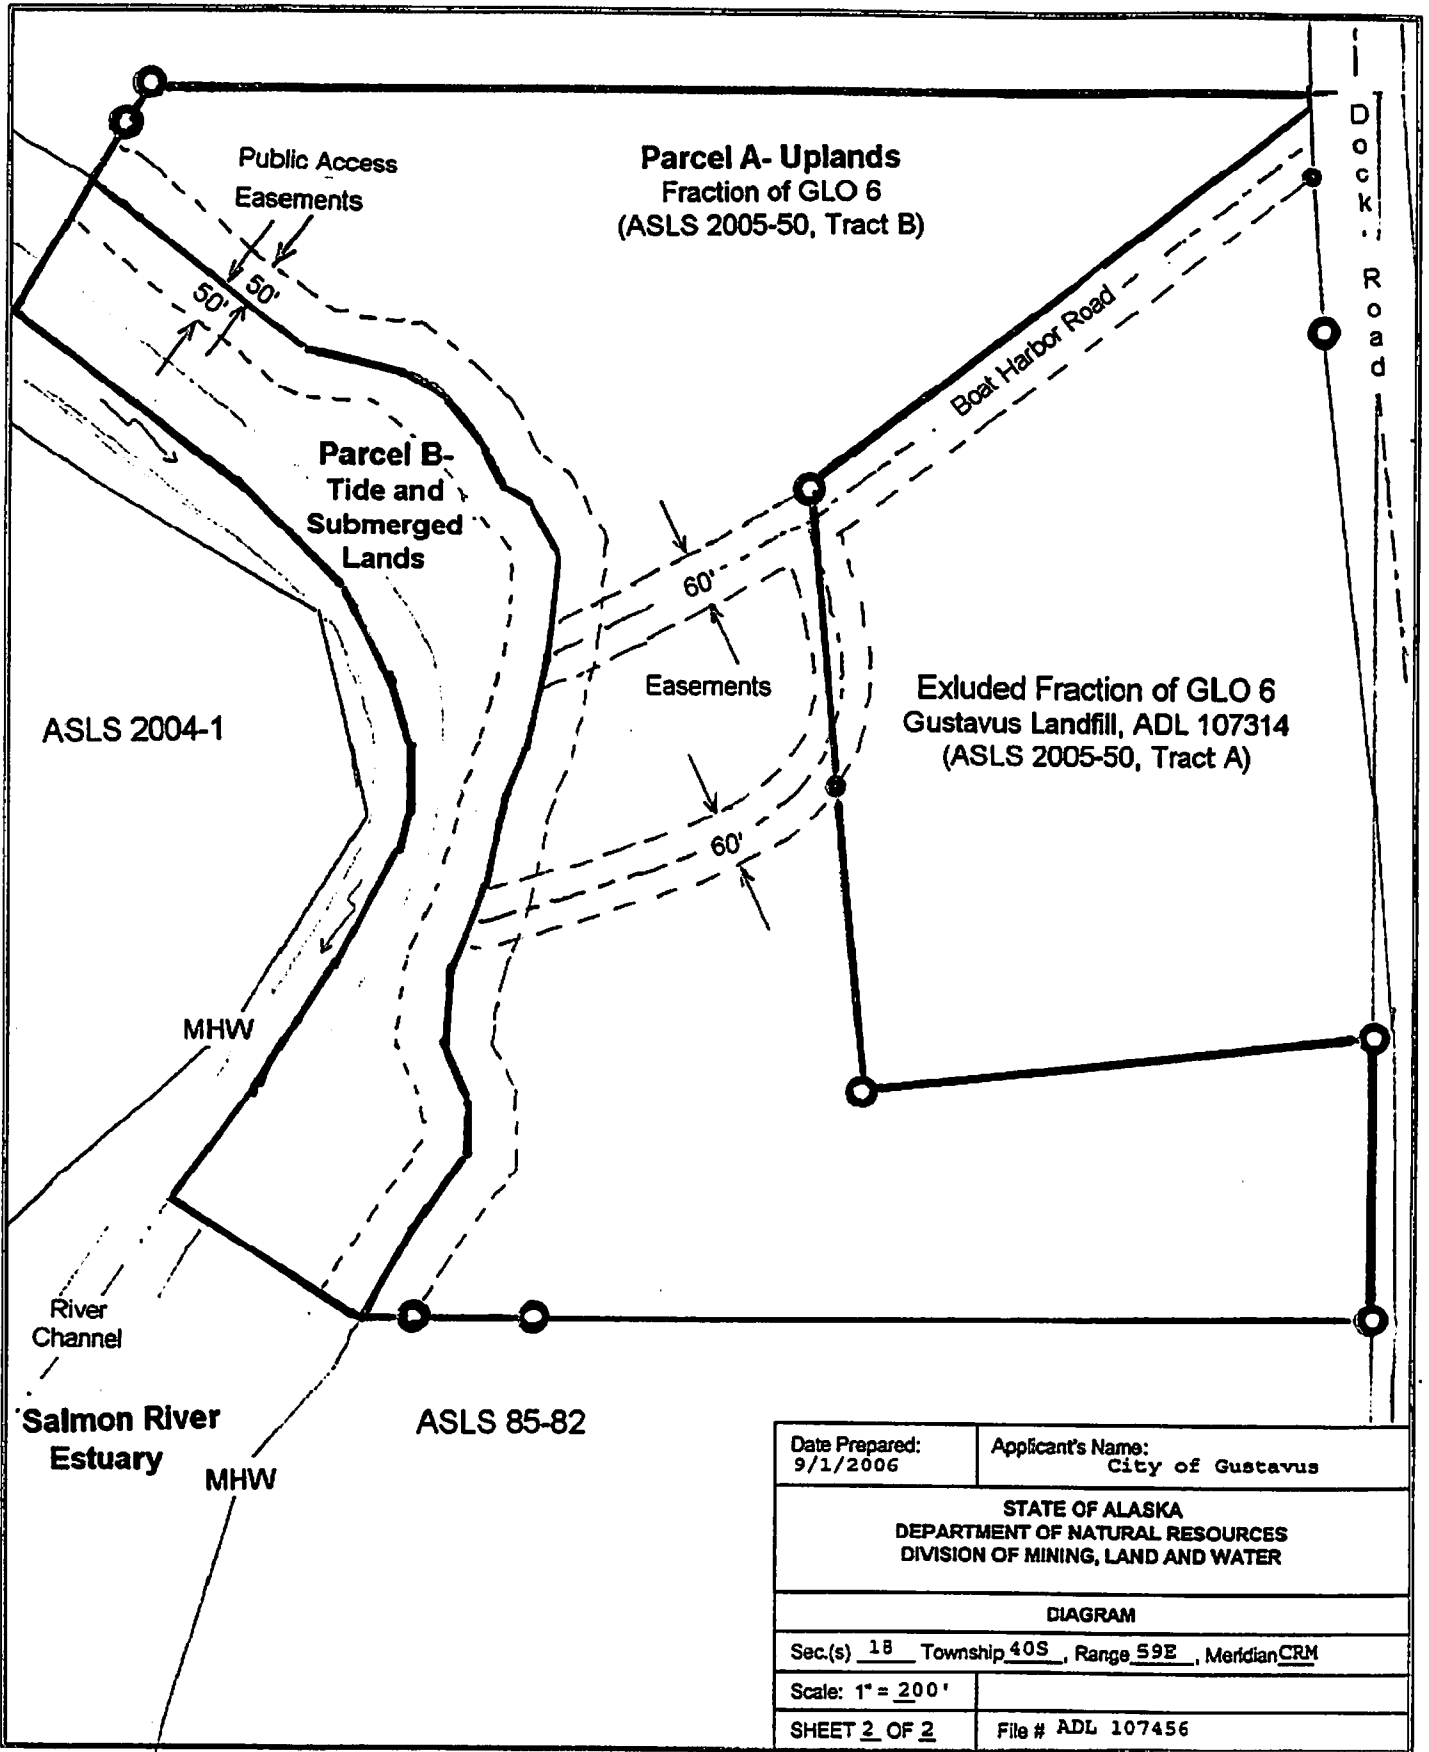 Public Access
Easements
Parcel A- Uplands
Fraction of GLO 6
(ASLS 2005-50, Tract B)
Dock Road
50'
50'
Boat Harbor Road
Parcel B-
Tide and
Submerged
Lands
60'
Easements
ASLS 2004-1
Exluded Fraction of GLO 6
Gustavus Landfill, ADL 107314
(ASLS 2005-50, Tract A)
60'
MHW
River
Channel
Salmon River
Estuary
ASLS 85-82
MHW
Date Prepared:
9/1/2006
Applicant's Name:
City of Gustavus
STATE OF ALASKA
DEPARTMENT OF NATURAL RESOURCES
DIVISION OF MINING, LAND AND WATER
DIAGRAM
Sec.(s) 18 Township 40S, Range 59E, Meridian CRM
Scale: 1" = 200'
SHEET 2 OF 2
File # ADL 107456